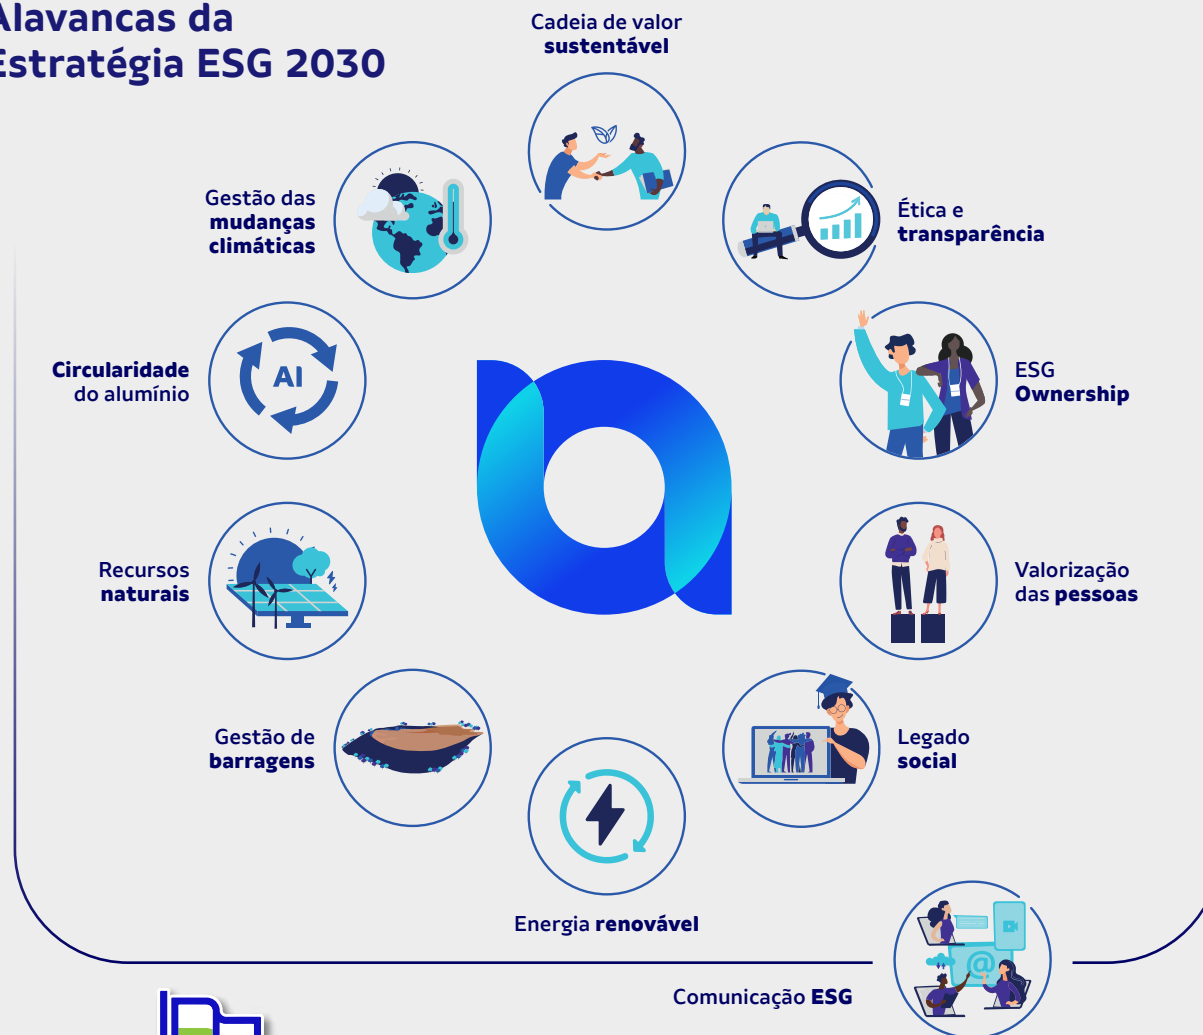 Alavancas da
Estratégia ESG 2030
Cadeia de valor
sustentável
Gestão das
mudanças
climáticas
Ética e
transparência
Circularidade
do alumínio
Al
ESG
Ownership
Recursos
naturais
Valorização
das pessoas
Gestão de
barragens
Legado
social
Energia renovável
@
Comunicação ESG